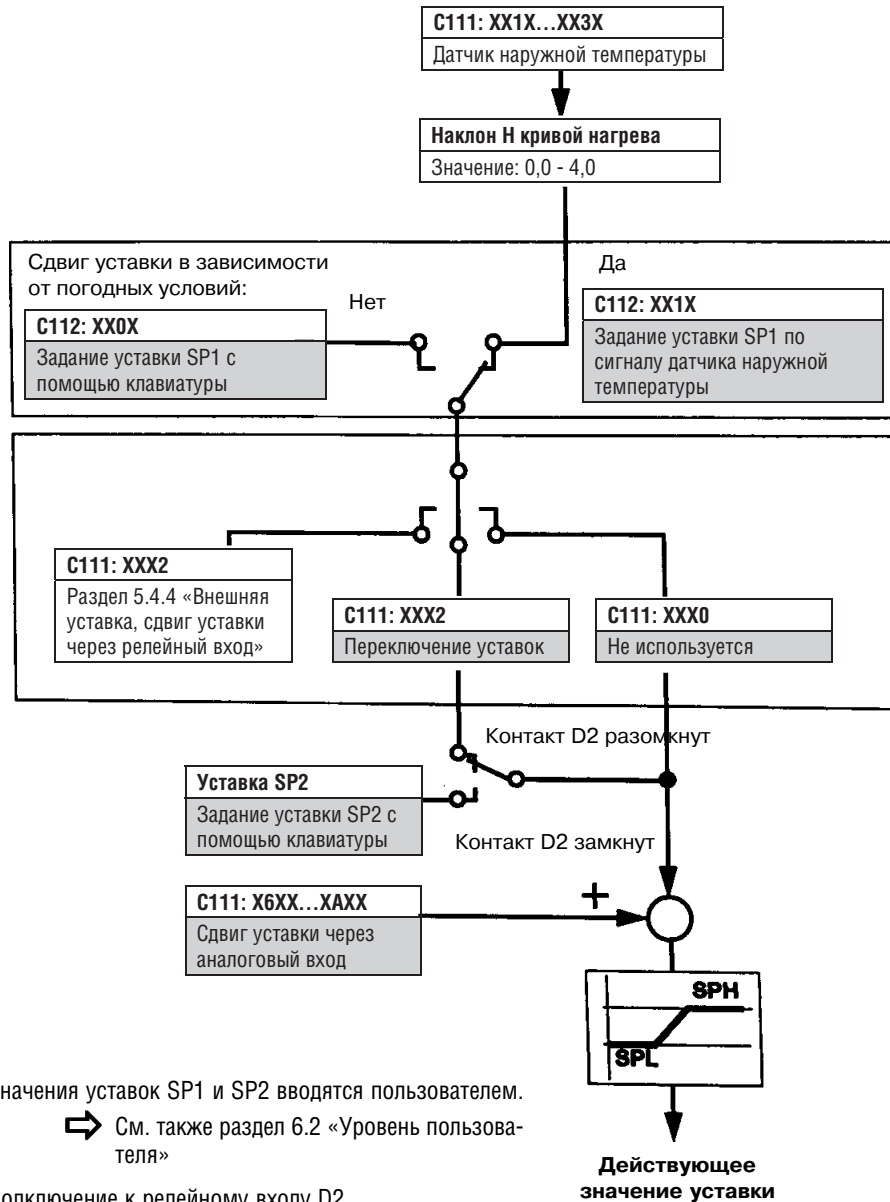 C111: XX1X...XX3X
Датчик наружной температуры
Наклон H кривой нагрева
Значение: 0,0 - 4,0
Сдвиг уставки в зависимости
от погодных условий:
Нет
Да
C112: XX0X
Задание уставки SP1 с
помощью клавиатуры
C112: XX1X
Задание уставки SP1 по
сигналу датчика наружной
температуры
C111: XXX2
Раздел 5.4.4 «Внешняя
уставка, сдвиг уставки
через релейный вход»
C111: XXX2
Переключение уставок
C111: XXX0
Не используется
Контакт D2 разомкнут
Уставка SP2
Задание уставки SP2 с
помощью клавиатуры
Контакт D2 замкнут
C111: X6XX...XAXX
Сдвиг уставки через
аналоговый вход
+
SPH
SPL
начения уставок SP1 и SP2 вводятся пользователем.
См. также раздел 6.2 «Уровень пользова-
теля»
Действующее
значение уставки
одключение к релейному входу D2